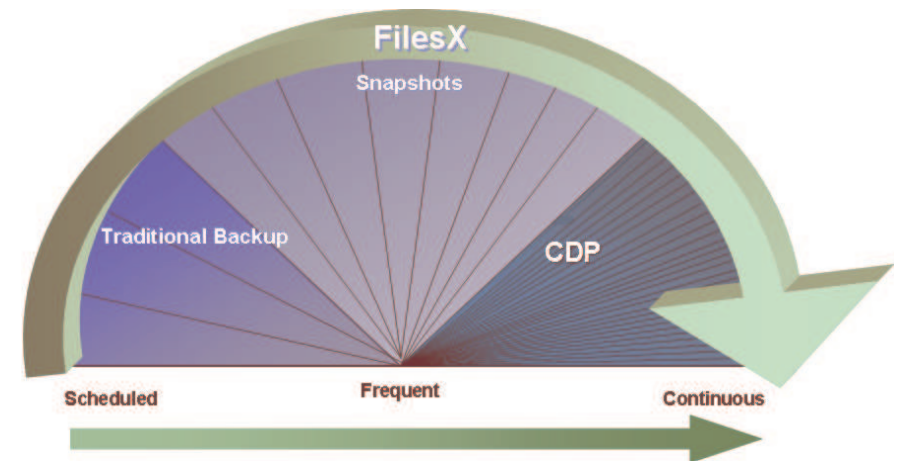 FilesX
Snapshots
Traditional Backup
CDP
Scheduled
Frequent
Continuous